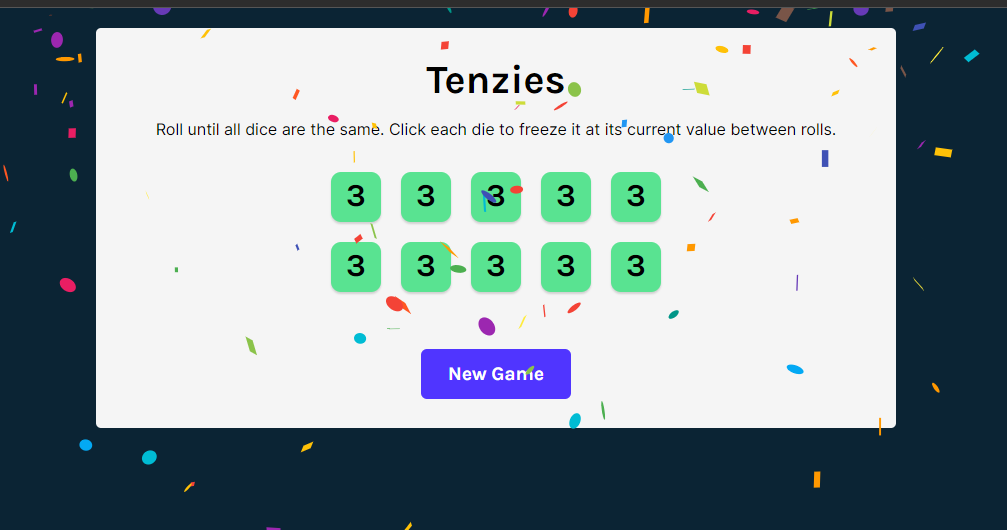 Tenzies
Roll until all dice are the same. Click each die to freeze it at its current value between rolls.
3 3 3 3 3
3 3 3 3 3
New Game